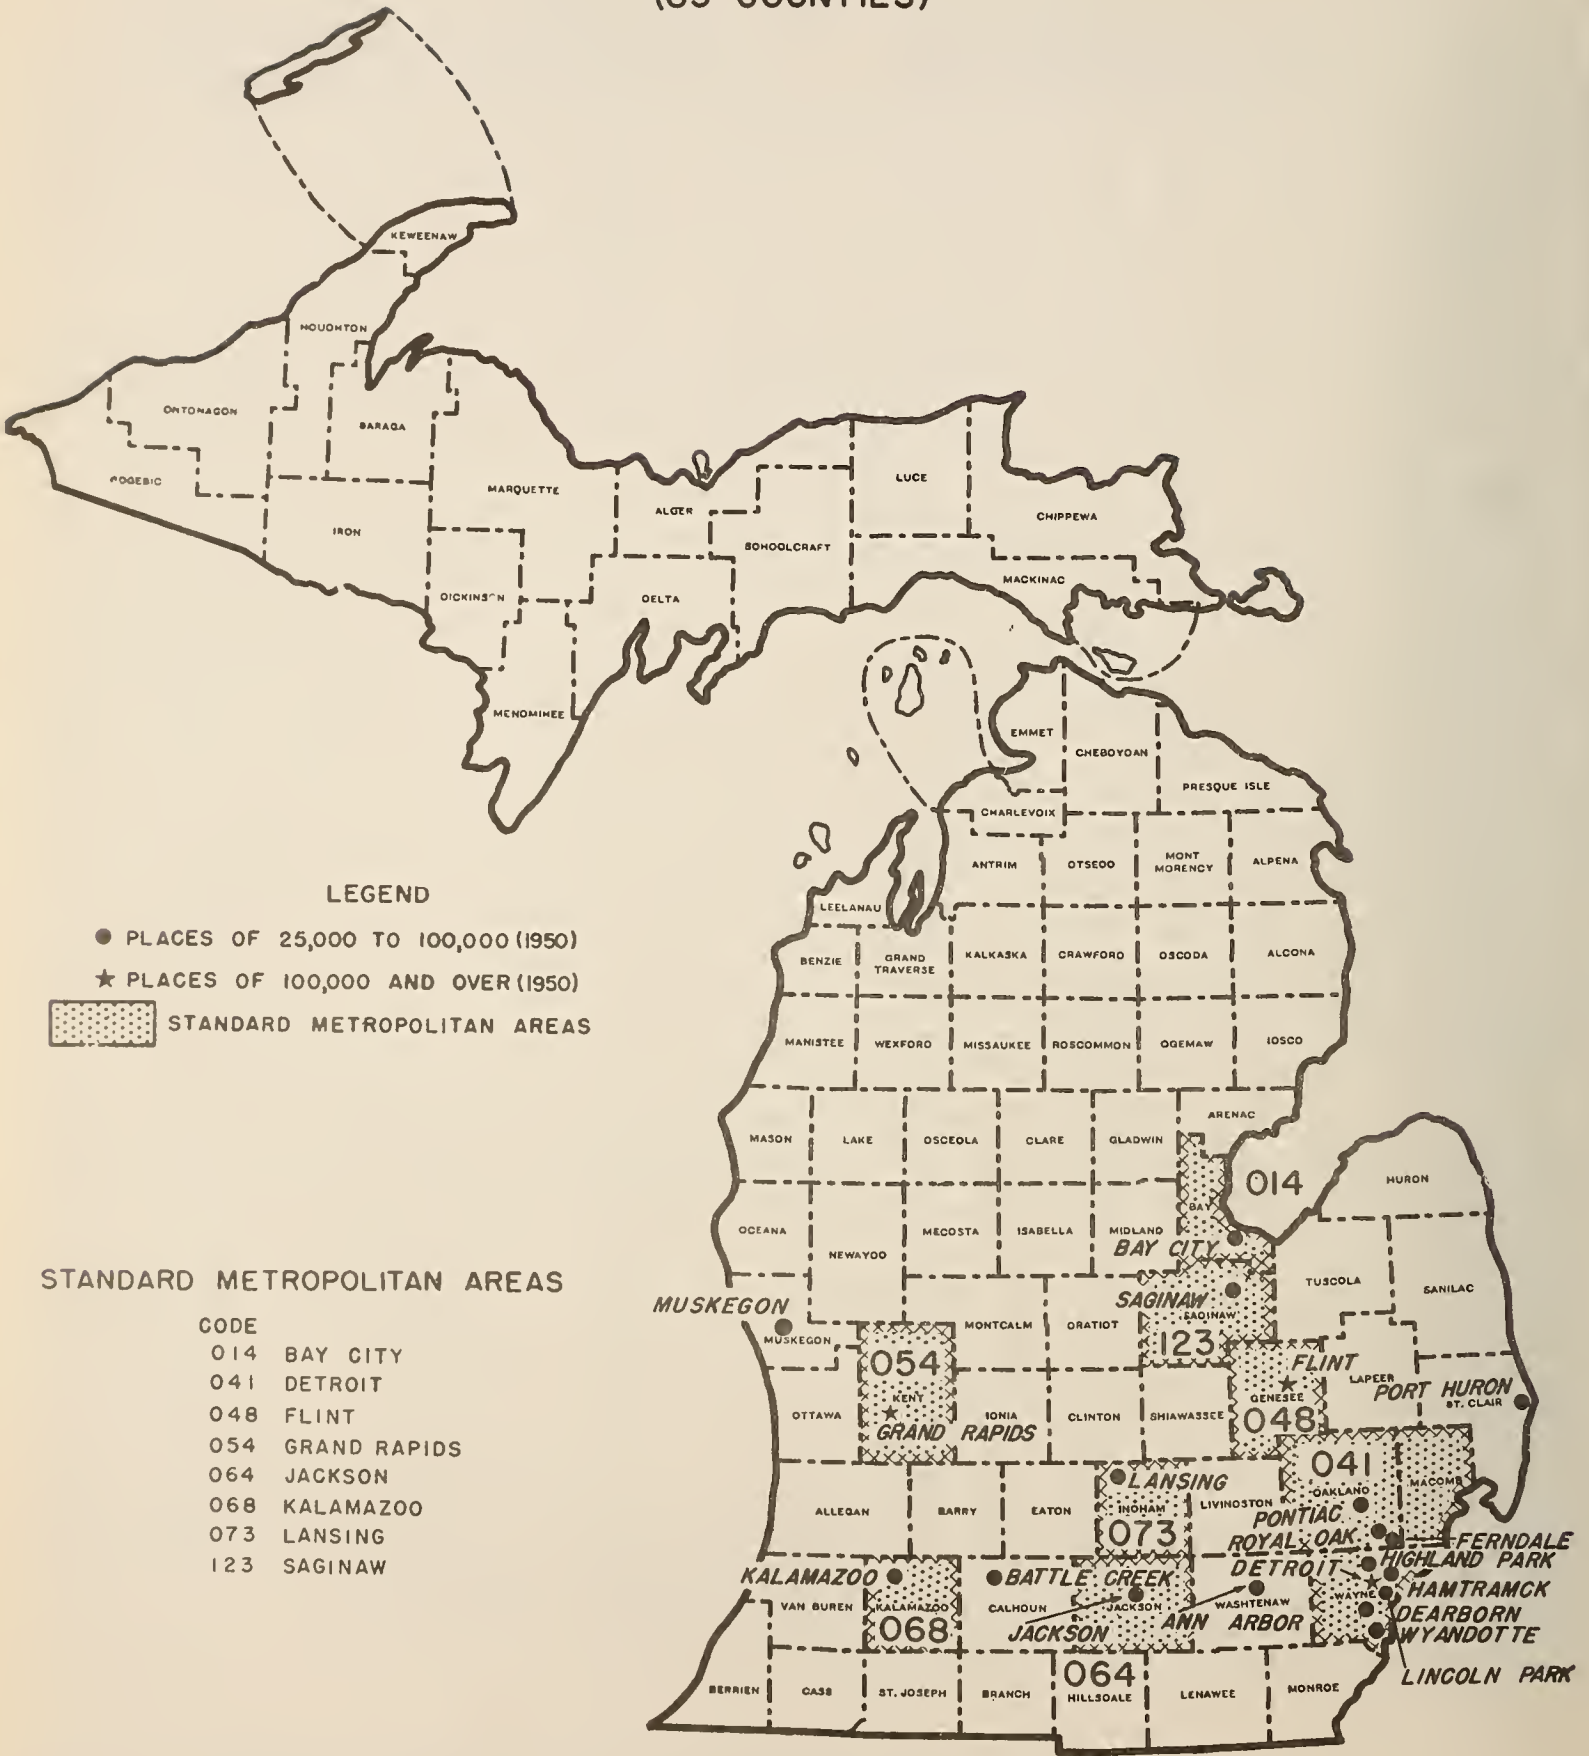 (83 COUNTIES)
KEWEENAW
HOUGHTON
ONTONAGON
BARAGA
GOGEBIC
MARQUETTE
IRON
ALGER
LUCE
CHIPPEWA
SCHOOLCRAFT
MACKINAC
DICKINSON
DELTA
MENOMINEE
EMMET
CHEBOYGAN
PRESQUE ISLE
CHARLEVOIX
ANTRIM
OTSEGO
MONT
MORENCY
ALPENA
LEGEND
PLACES OF 25,000 TO 100,000 (1950)
PLACES OF 100,000 AND OVER (1950)
STANDARD METROPOLITAN AREAS
LEELANAU
BENZIE
GRAND
TRAVERSE
KALKASKA
CRAWFORD
OSCODA
ALCONA
MANISTEE
WEXFORD
MISSAUKEE
ROSCOMMON
OGEMAW
IOSCO
ARENAC
MASON
LAKE
OSCEOLA
CLARE
GLADWIN
014
HURON
BAY
OCEANA
NEWAYGO
MECOSTA
ISABELLA
MIDLAND
BAY CITY
TUSCOLA
SANILAC
STANDARD METROPOLITAN AREAS
CODE
014 BAY CITY
041 DETROIT
048 FLINT
054 GRAND RAPIDS
064 JACKSON
068 KALAMAZOO
073 LANSING
123 SAGINAW
MUSKEGON
MUSKEGON
MONTCALM
GRATIOT
SAGINAW
SAGINAW
123
054
KENT
GRAND RAPIDS
OTTAWA
IONIA
CLINTON
SHIAWASSEE
FLINT
GENESEE
048
LAPEER
PORT HURON
ST. CLAIR
041
OAKLAND
MACOMB
ALLEGAN
BARRY
EATON
LANSING
INGHAM
073
LIVINGSTON
PONTIAC
ROYAL OAK
FERNDALE
DETROIT
HIGHLAND PARK
HAMTRAMCK
WAYNE
DEARBORN
WYANDOTTE
LINCOLN PARK
KALAMAZOO
VAN BUREN
KALAMAZOO
068
BATTLE CREEK
CALHOUN
JACKSON
JACKSON
ANN ARBOR
WASHTENAW
064
BERRIEN
CASS
ST. JOSEPH
BRANCH
HILLSDALE
LENAWEE
MONROE